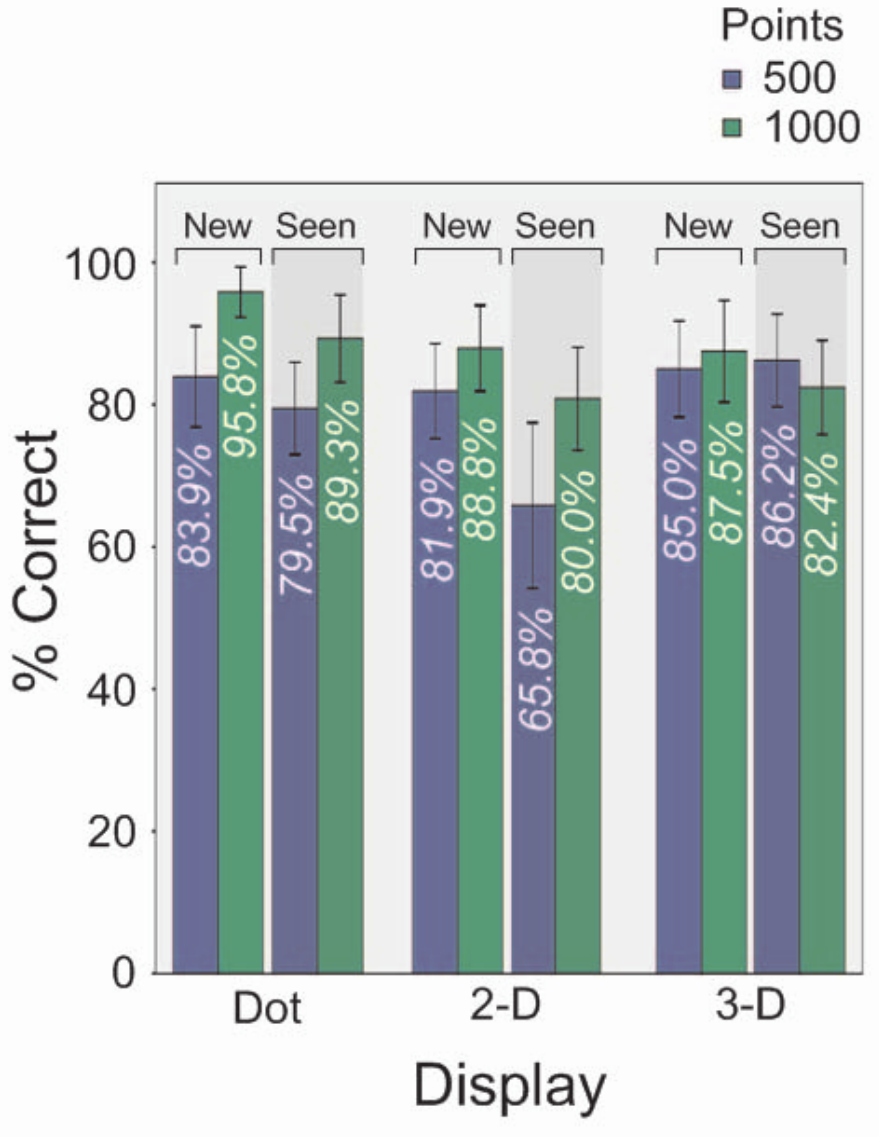 Points
500
1000
New Seen New Seen New Seen
100
80
60
40
20
0
% Correct
83.9% 95.8% 79.5% 89.3% 81.9% 88.8% 65.8% 80.0% 85.0% 87.5% 86.2% 82.4%
Dot 2-D 3-D
Display